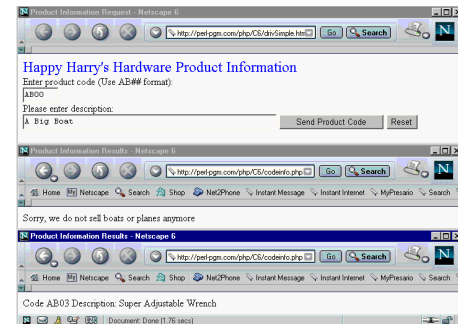 Product Information Request - Netscape 6
http://perl-pgm.com/php/C6/drivSimple.htm
Go
Search
N
Happy Harry's Hardware Product Information
Enter product code (Use AB## format):
AB00
Please enter description:
A Big Boat
Send Product Code
Reset
Product Information Results - Netscape 6
http://perl-pgm.com/php/C6/codeinfo.php
Go
Search
N
Home Netscape Search Shop Net2Phone Instant Message Instant Internet MyPresario Search
Sorry, we do not sell boats or planes anymore
Product Information Results - Netscape 6
http://perl-pgm.com/php/C6/codeinfo.php
Go
Search
N
Home Netscape Search Shop Net2Phone Instant Message Instant Internet MyPresario Search
Code AB03 Description: Super Adjustable Wrench
Document: Done (1.76 secs)